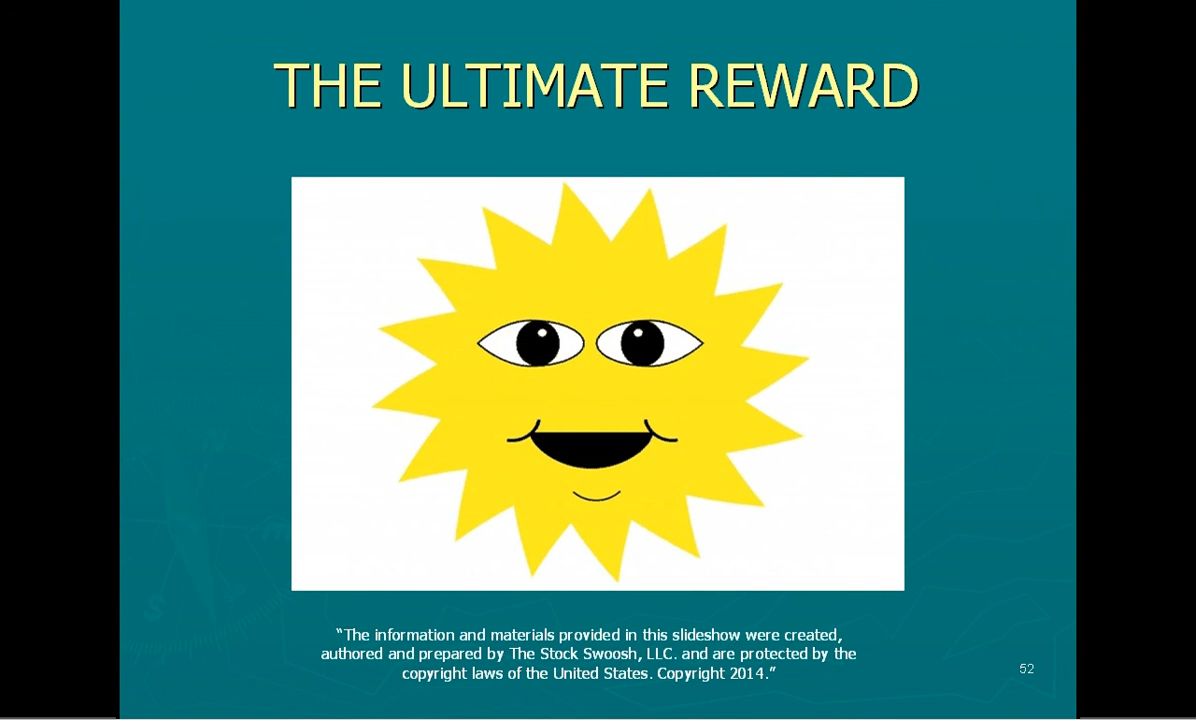 THE ULTIMATE REWARD
“The information and materials provided in this slideshow were created,
authored and prepared by The Stock Swoosh, LLC. and are protected by the
copyright laws of the United States. Copyright 2014.”
52